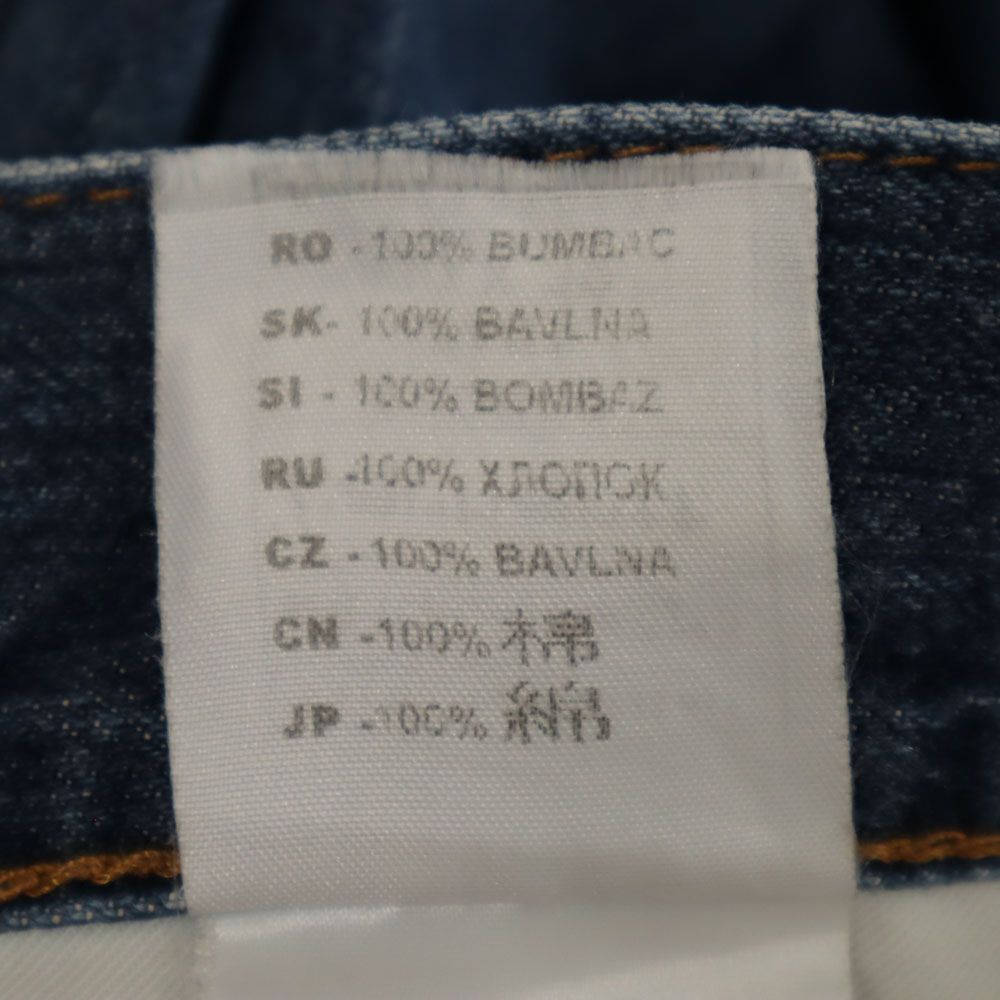 RO - 100% BUMBAC
SK- 100% BAVLNA
SI - 100% BOMBAZ
RU -100% ХЛОПОК
CZ - 100% BAVLNA
CN -100% 棉
JP -100% 綿